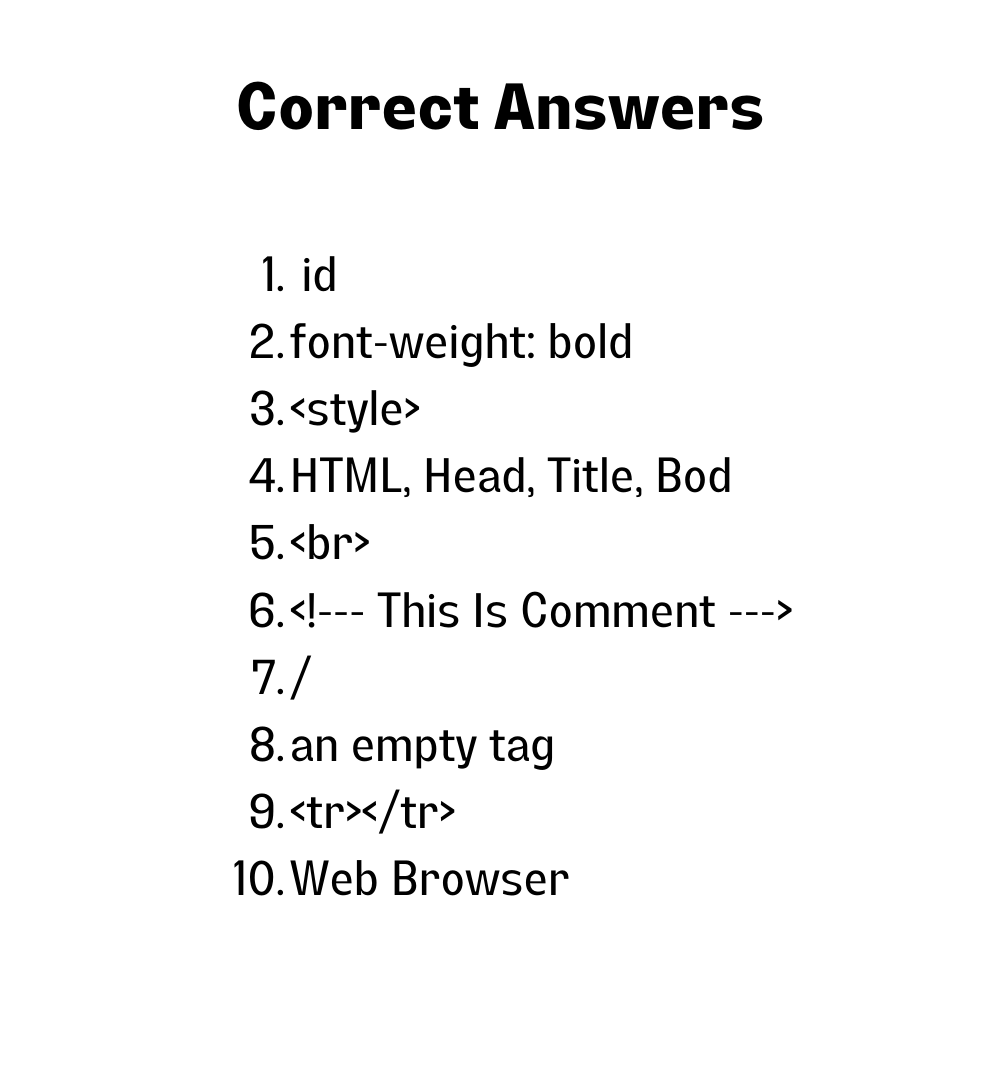 Correct Answers
1. id
2. font-weight: bold
3. <style>
4. HTML, Head, Title, Bod
5. <br>
6. <!--- This Is Comment --->
7. /
8. an empty tag
9. <tr></tr>
10. Web Browser